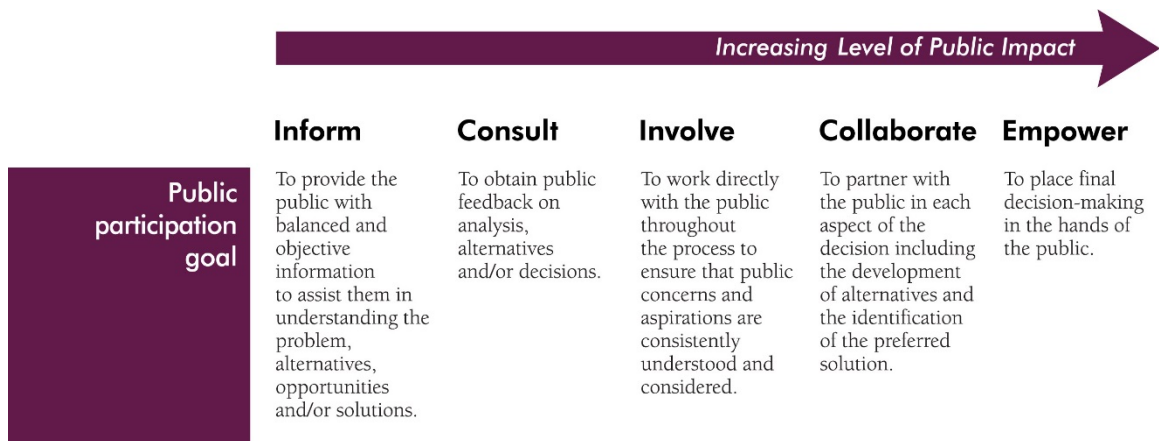 Increasing Level of Public Impact
Inform
Consult
Involve
Collaborate
Empower
Public
participation
goal
To provide the
public with
balanced and
objective
information
to assist them in
understanding the
problem,
alternatives,
opportunities
and/or solutions.
To obtain public
feedback on
analysis,
alternatives
and/or decisions.
To work directly
with the public
throughout
the process to
ensure that public
concerns and
aspirations are
consistently
understood and
considered.
To partner with
the public in each
aspect of the
decision including
the development
of alternatives and
the identification
of the preferred
solution.
To place final
decision-making
in the hands of
the public.